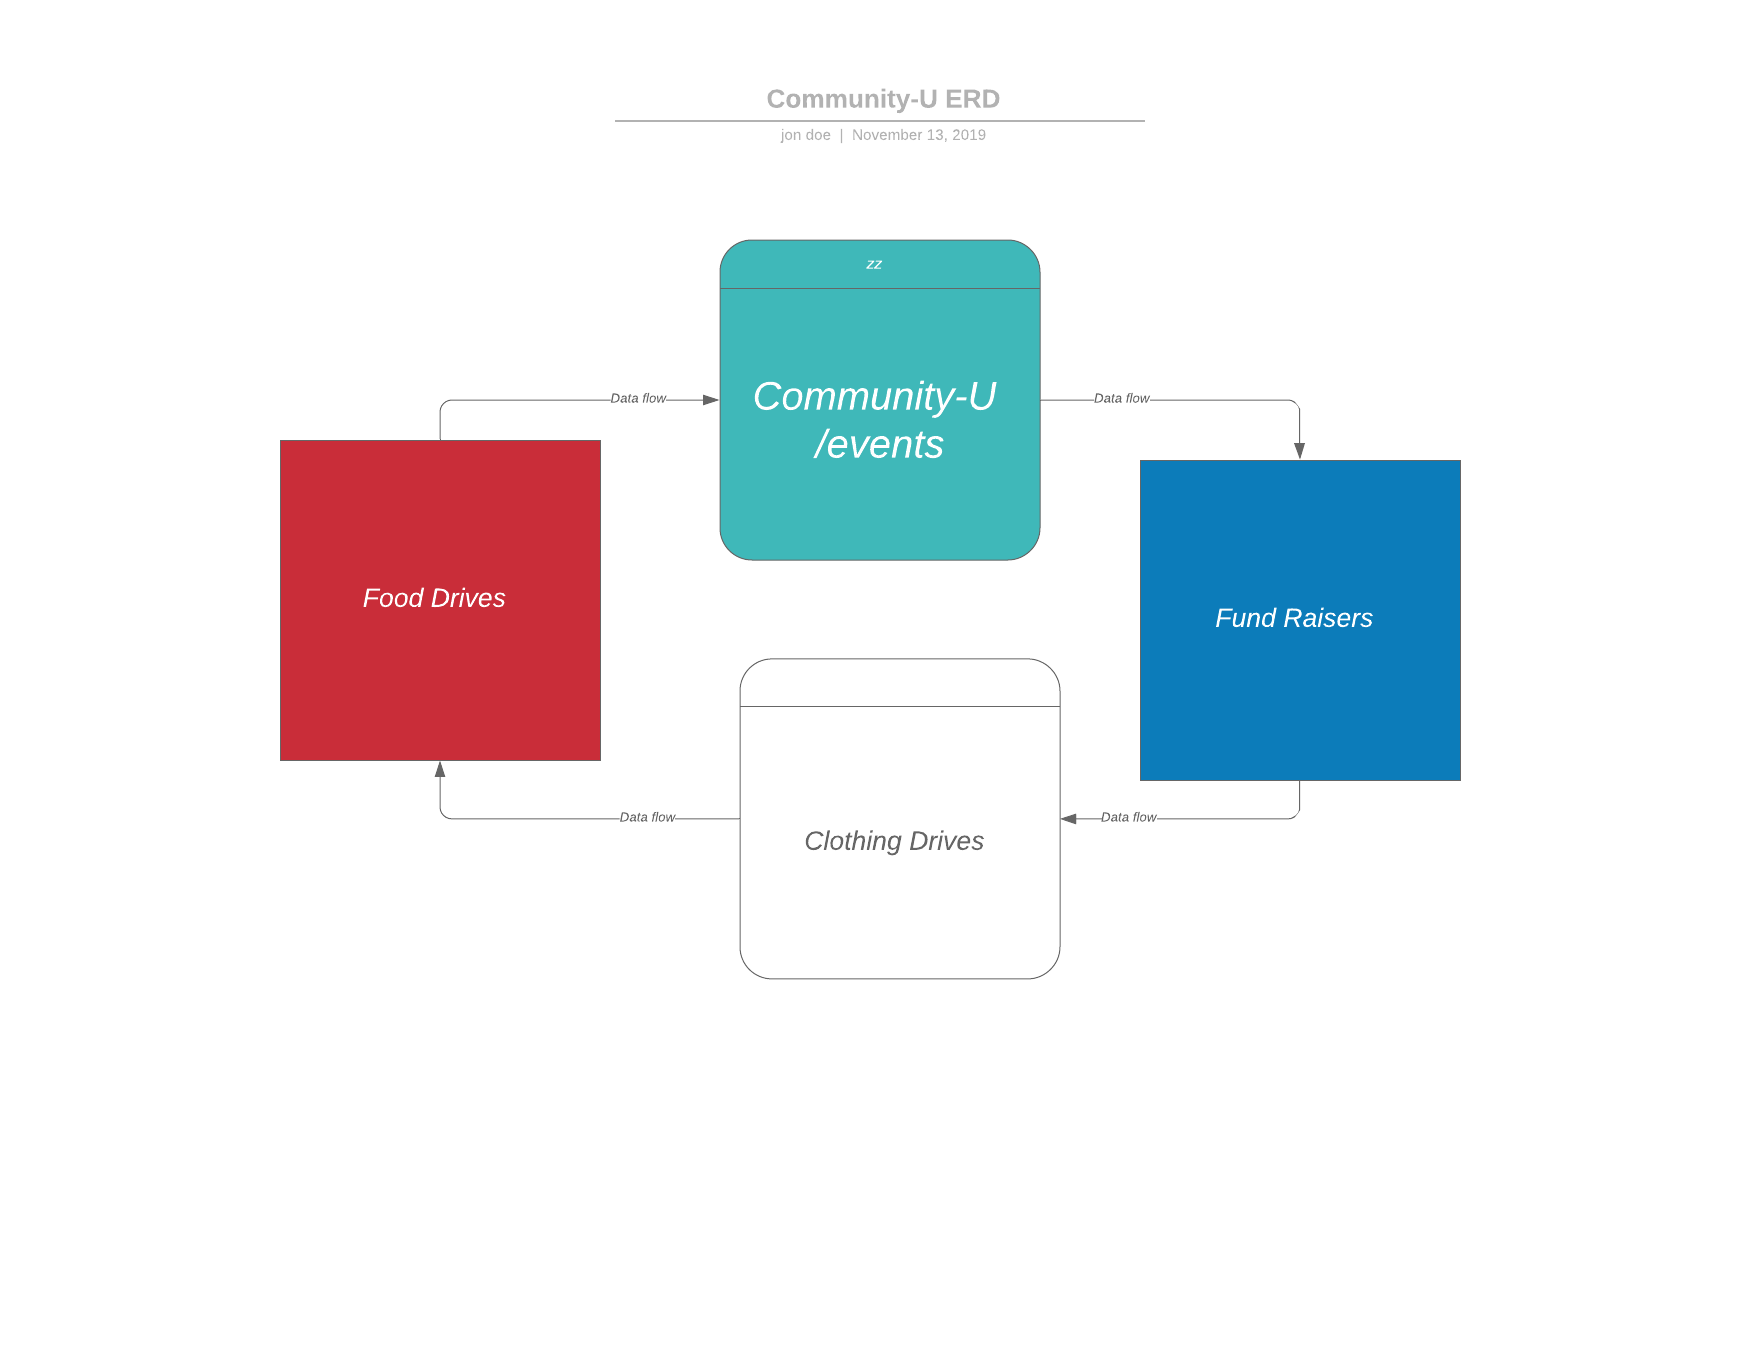 Community-U ERD
jon doe | November 13, 2019
zz
Community-U
/events
Data flow
Data flow
Food Drives
Fund Raisers
Clothing Drives
Data flow
Data flow